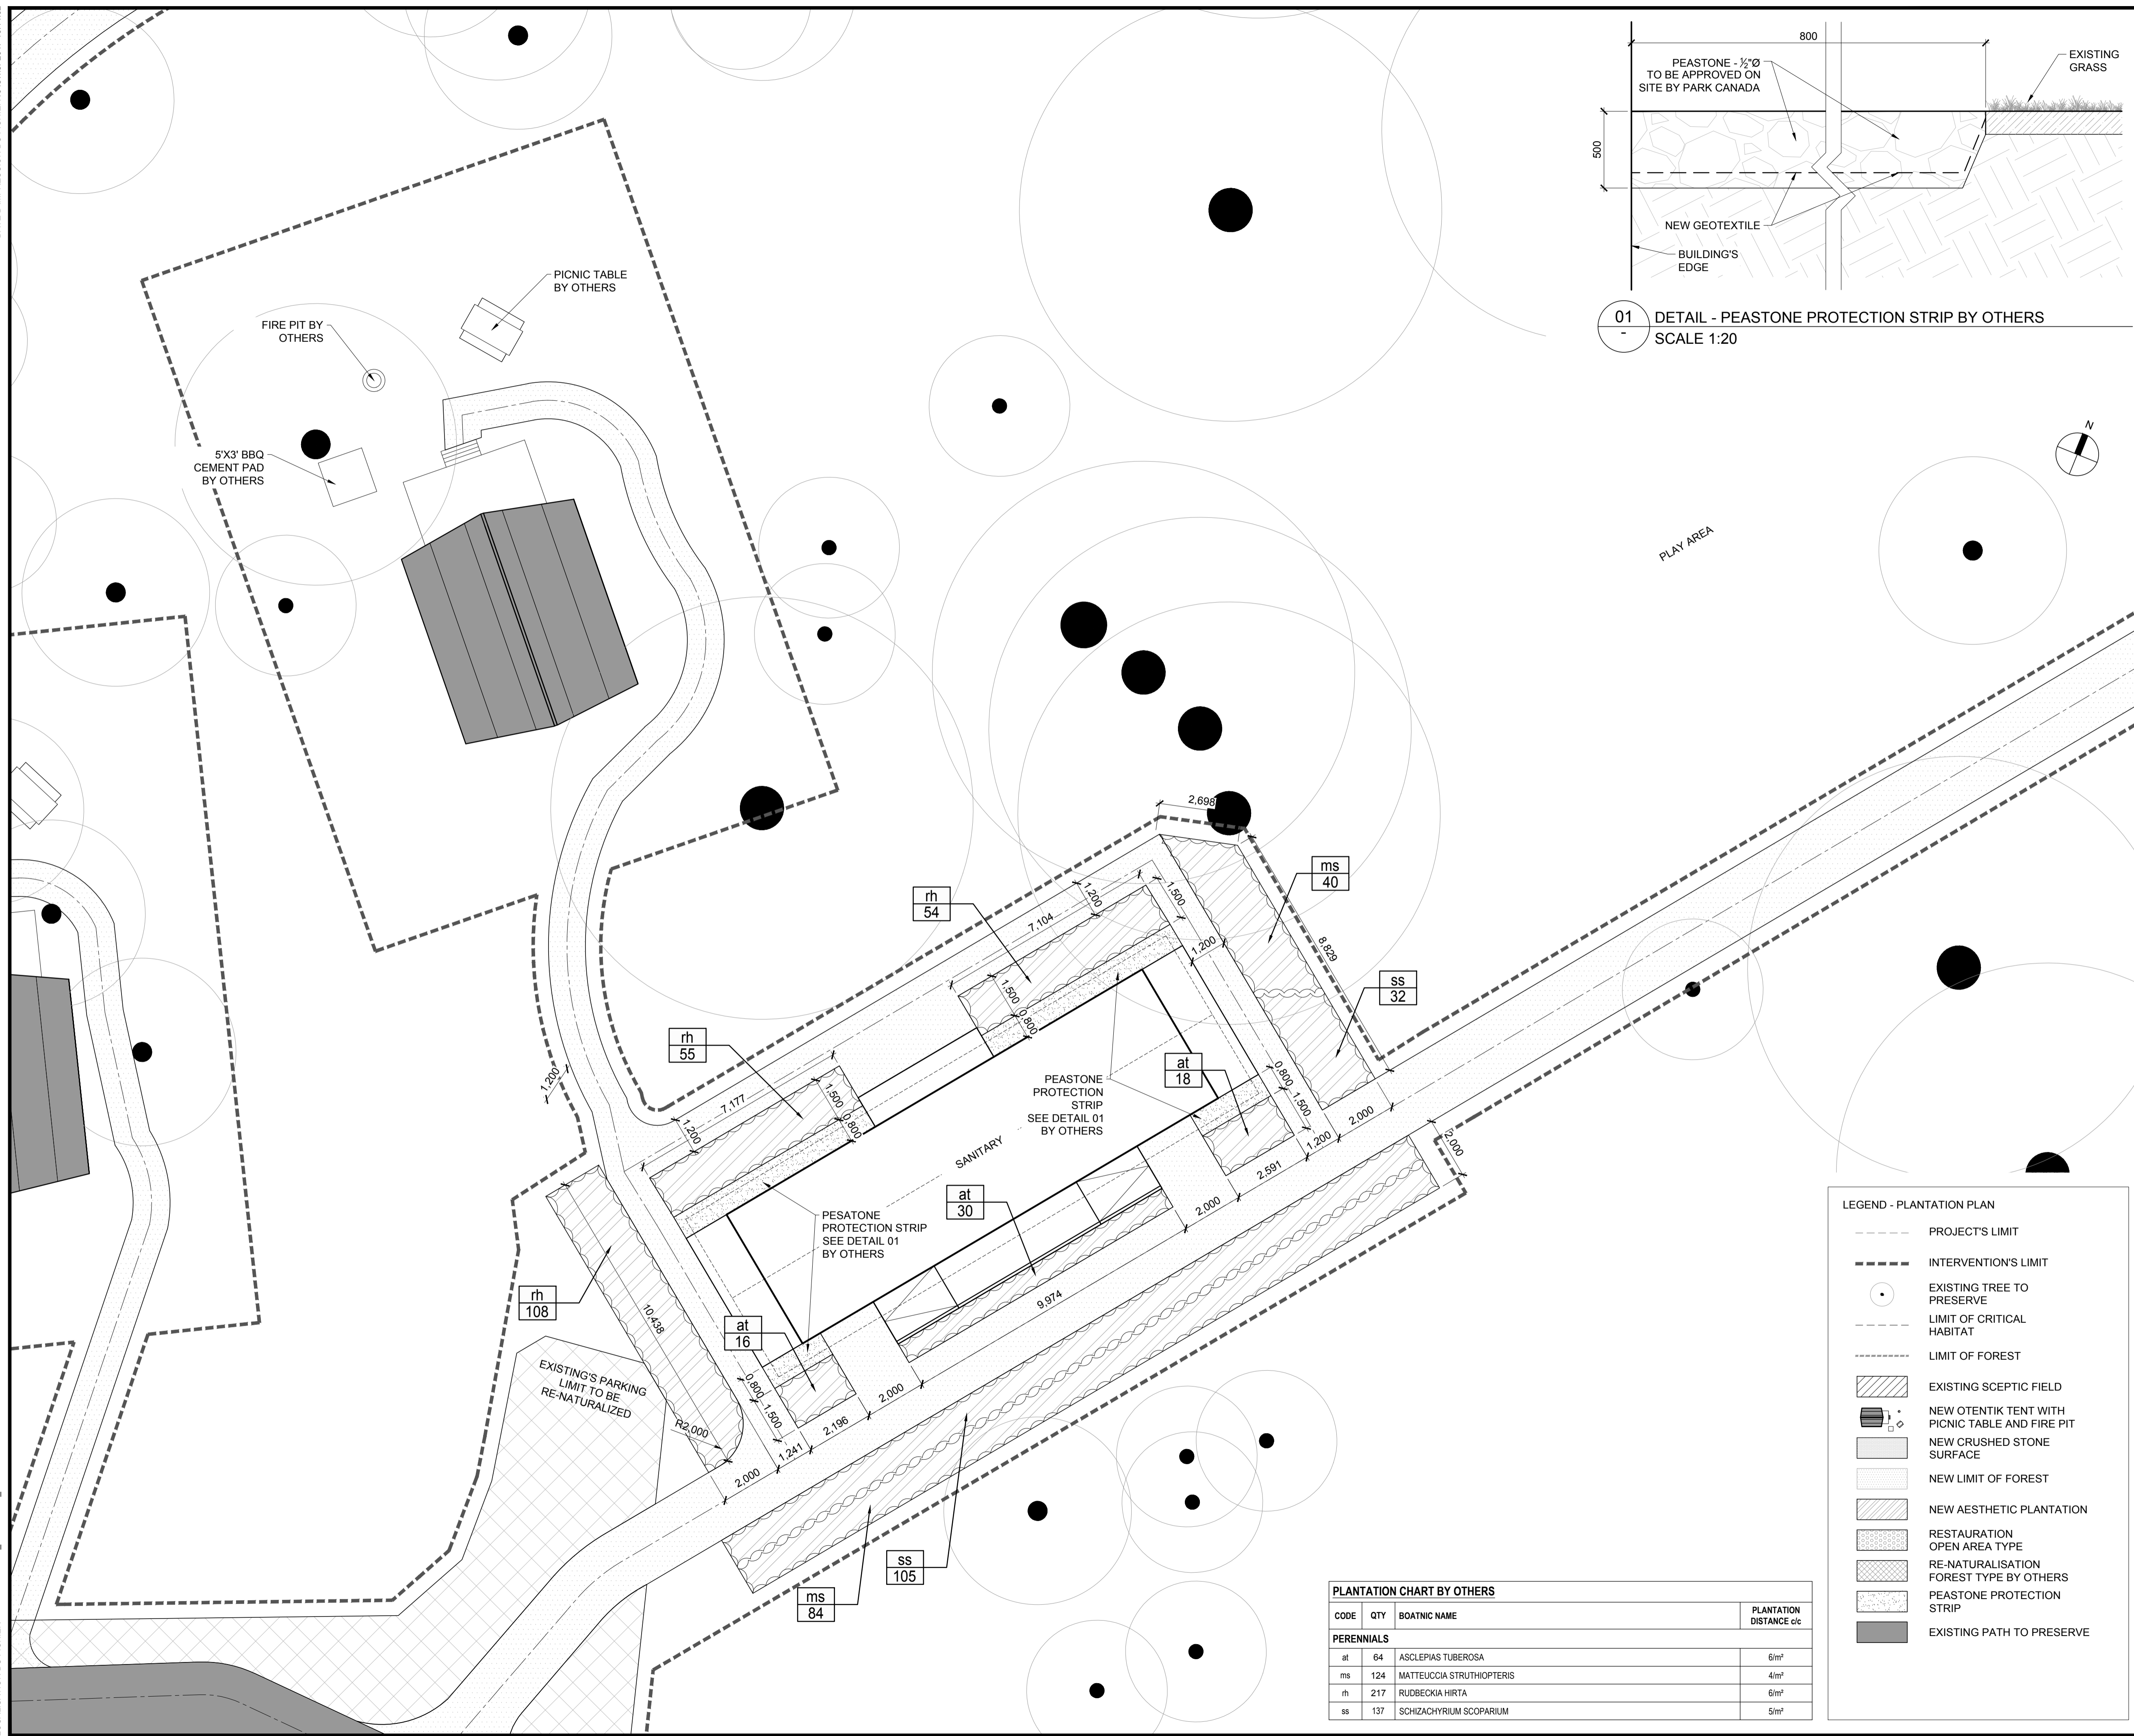 800
PEASTONE - ½"Ø
TO BE APPROVED ON
SITE BY PARK CANADA
EXISTING
GRASS
500
NEW GEOTEXTILE
BUILDING'S
EDGE
01
-
DETAIL - PEASTONE PROTECTION STRIP BY OTHERS
SCALE 1:20
N
PLAY AREA
PICNIC TABLE
BY OTHERS
FIRE PIT BY
OTHERS
5'X3' BBQ
CEMENT PAD
BY OTHERS
2,698
ms
40
rh
54
1,200
1,500
7,104
1,200
8,829
ss
32
1,500
0,800
rh
55
1,200
7,177
1,500
0,800
1,200
PEASTONE
PROTECTION
STRIP
SEE DETAIL 01
BY OTHERS
at
18
0,800
1,500
2,000
1,200
2,591
2,000
2,000
SANITARY
at
30
PESATONE
PROTECTION STRIP
SEE DETAIL 01
BY OTHERS
9,974
rh
108
10,438
at
16
0,800
1,500
2,000
2,196
1,241
2,000
R2,000
EXISTING'S PARKING
LIMIT TO BE
RE-NATURALIZED
ss
105
ms
84
LEGEND - PLANTATION PLAN
PROJECT'S LIMIT
INTERVENTION'S LIMIT
EXISTING TREE TO
PRESERVE
LIMIT OF CRITICAL
HABITAT
LIMIT OF FOREST
EXISTING SCEPTIC FIELD
NEW OTENTIK TENT WITH
PICNIC TABLE AND FIRE PIT
NEW CRUSHED STONE
SURFACE
NEW LIMIT OF FOREST
NEW AESTHETIC PLANTATION
RESTAURATION
OPEN AREA TYPE
RE-NATURALISATION
FOREST TYPE BY OTHERS
PEASTONE PROTECTION
STRIP
EXISTING PATH TO PRESERVE
PLANTATION CHART BY OTHERS
CODE QTY BOATNIC NAME PLANTATION DISTANCE c/c
PERENNIALS
at 64 ASCLEPIAS TUBEROSA 6/m²
ms 124 MATTEUCCIA STRUTHIOPTERIS 4/m²
rh 217 RUDBECKIA HIRTA 6/m²
ss 137 SCHIZACHYRIUM SCOPARIUM 5/m²